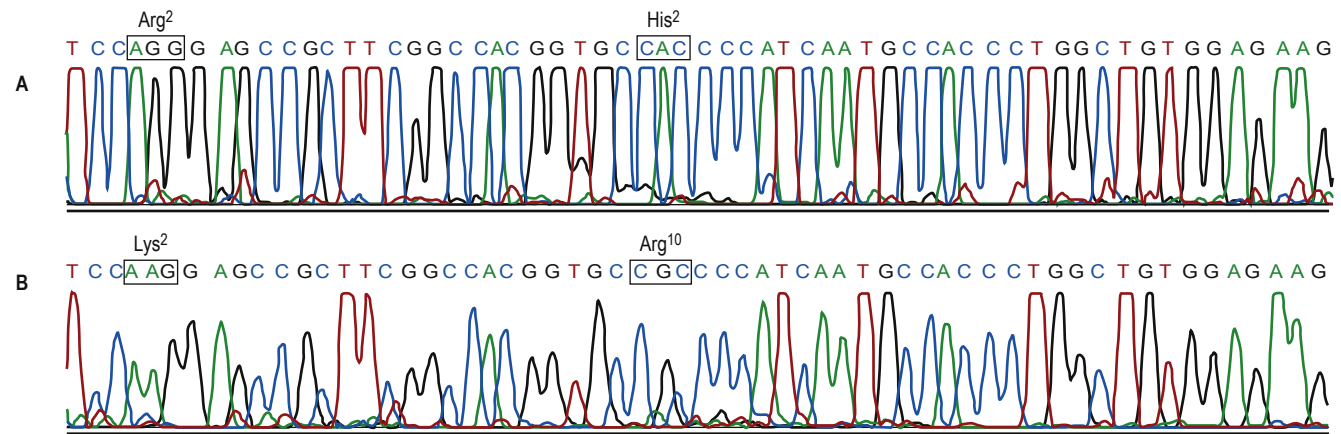 Arg² His²
T C C A G G G A G C C G C T T C G G C C A C G G T G C C A C C C C A T C A A T G C C A C C C T G G C T G T G G A G A A G
A
Lys² Arg¹⁰
T C C A A G G A G C C G C T T C G G C C A C G G T G C C G C C C C A T C A A T G C C A C C C T G G C T G T G G A G A A G
B